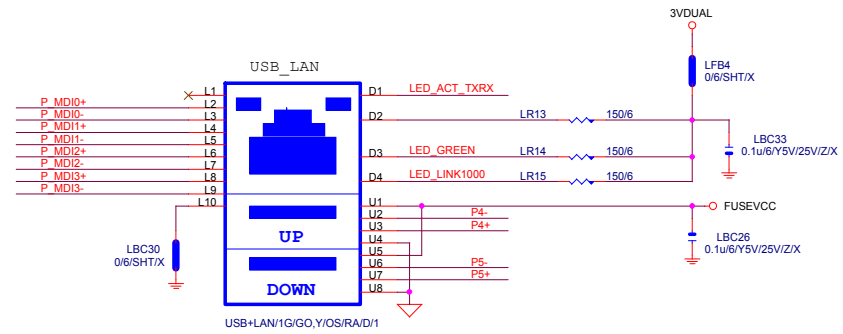 3VDUAL
USB_LAN
LFB4
0/6/SHT/X
L1 D1 LED_ACT_TXRX
P_MDI0+ L2
P_MDI0- L3 D2 LR13 150/6
P_MDI1+ L4
P_MDI1- L5
P_MDI2+ L6 D3 LED_GREEN LR14 150/6
P_MDI2- L7
P_MDI3+ L8 D4 LED_LINK1000 LR15 150/6
P_MDI3- L9
L10
LBC33
0.1u/6/Y5V/25V/Z/X
U1 FUSEVCC
U2 P4-
U3 P4+
UP U4
U5
U6 P5-
U7 P5+
DOWN U8
LBC30
0/6/SHT/X
LBC26
0.1u/6/Y5V/25V/Z/X
USB+LAN/1G/GO,Y/OS/RA/D/1